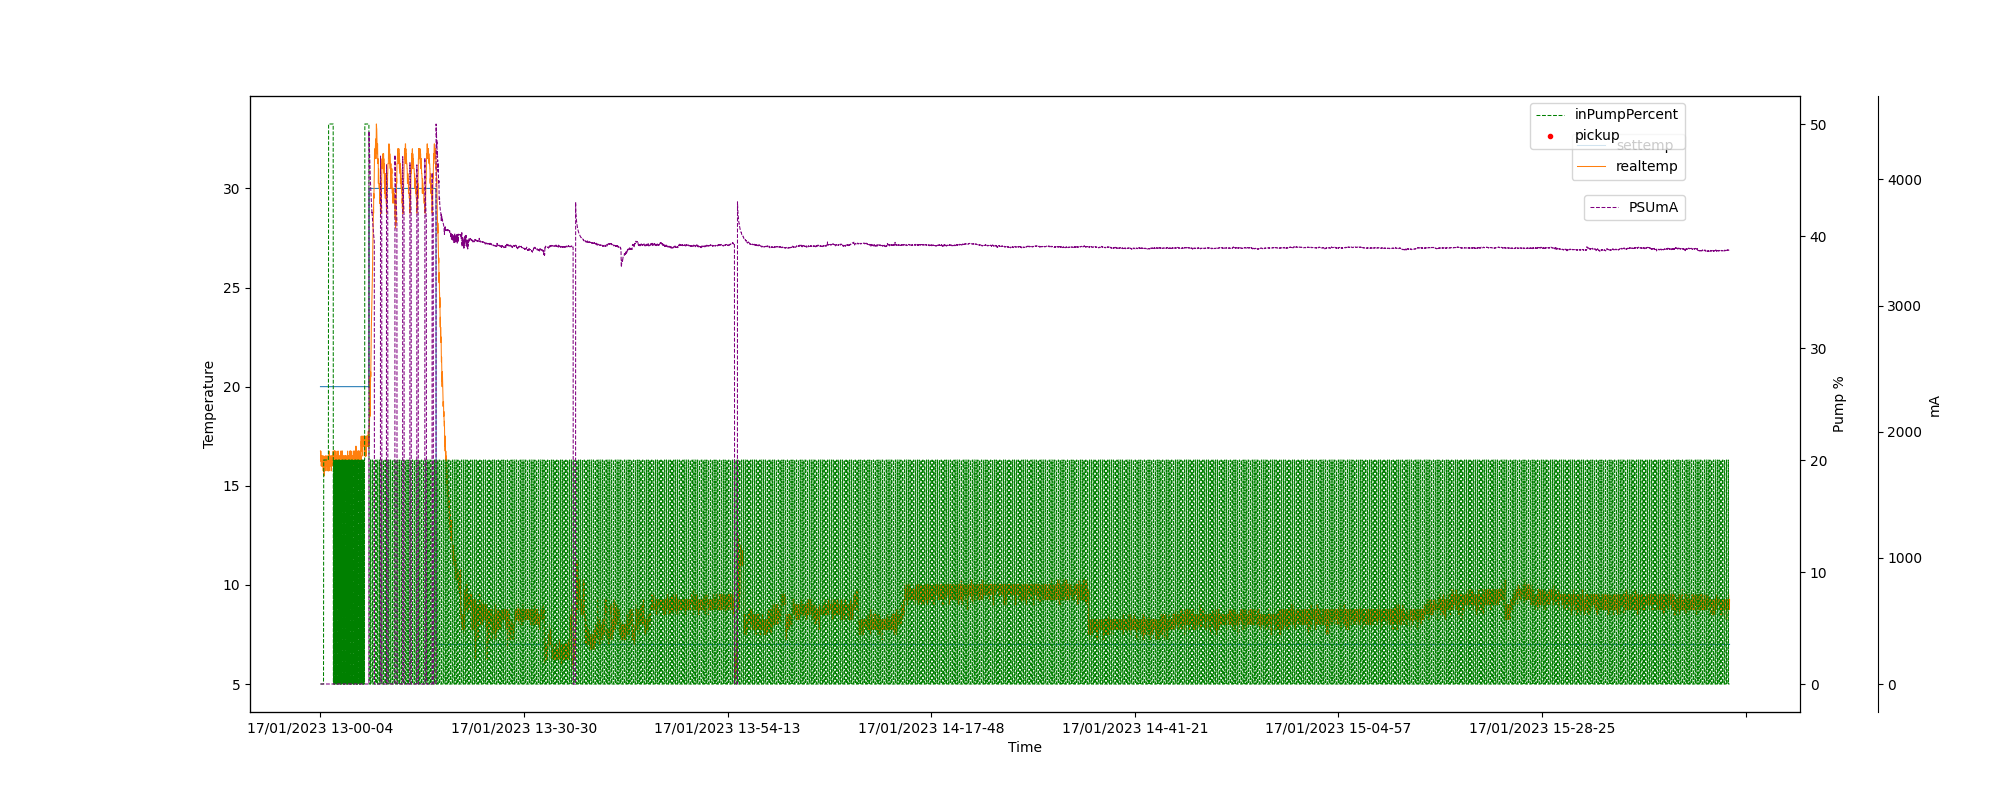 inPumpPercent
pickup
settemp
realtemp
PSUmA
Temperature
30
25
20
15
10
5
50
40
30
20
10
0
Pump %
4000
3000
2000
1000
0
mA
17/01/2023 13-00-04
17/01/2023 13-30-30
17/01/2023 13-54-13
17/01/2023 14-17-48
17/01/2023 14-41-21
17/01/2023 15-04-57
17/01/2023 15-28-25
Time